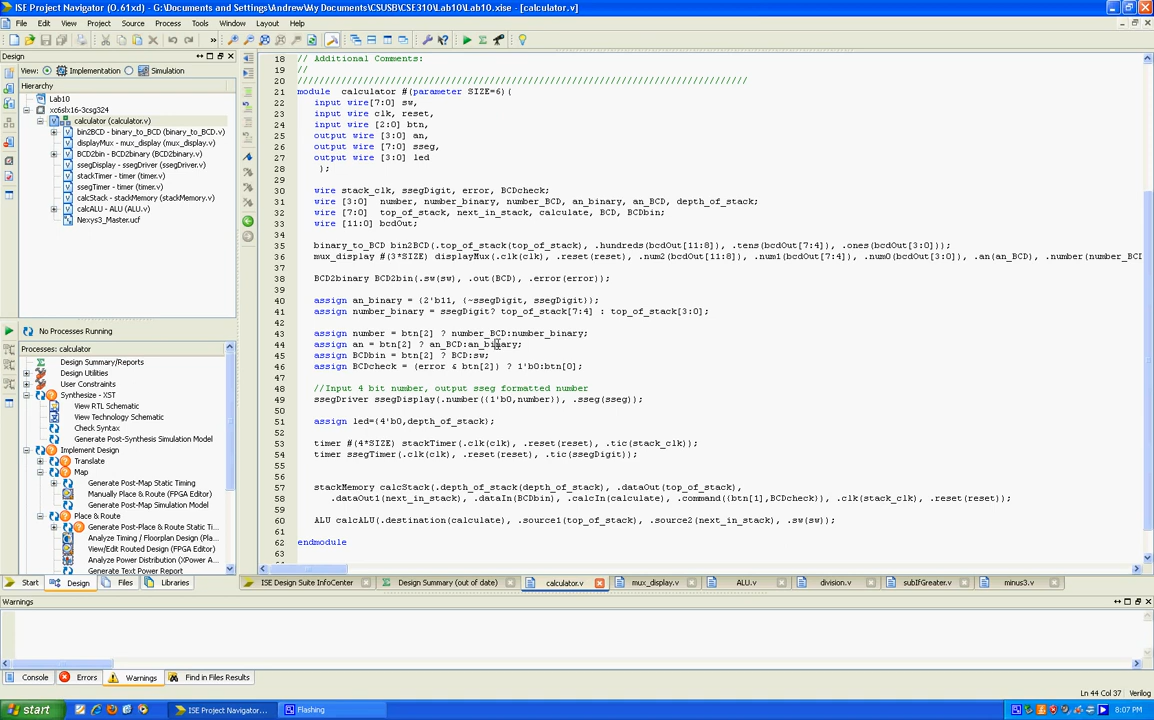 ISE Project Navigator (O.61xd) - G:\Documents and Settings\Andrew\My Documents\CSUSB\CSE310\Lab10\Lab10.xise - [calculator.v]
File Edit View Project Source Process Tools Window Layout Help
Design
View: Implementation Simulation
Hierarchy
Lab10
xc6slx16-3csg324
calculator (calculator.v)
bin2BCD - binary_to_BCD (binary_to_BCD.v)
displayMux - mux_display (mux_display.v)
BCD2bin - BCD2binary (BCD2binary.v)
ssegDisplay - ssegDriver (ssegDriver.v)
stackTimer - timer (timer.v)
ssegTimer - timer (timer.v)
calcStack - stackMemory (stackMemory.v)
calcALU - ALU (ALU.v)
Nexys3_Master.ucf
No Processes Running
Processes: calculator
Design Summary/Reports
Design Utilities
Synthesize - XST
View RTL Schematic
View Technology Schematic
Check Syntax
Generate Post-Synthesis Simulation Model
Implement Design
Translate
Map
Generate Post-Map Static Timing
Manually Place & Route (FPGA Editor)
Generate Post-Map Simulation Model
Place & Route
Generate Post-Place & Route Static Ti...
Analyze Timing / Floorplan Design (Pla...
View/Edit Routed Design (FPGA Editor)
Analyze Power Distribution (XPower A...
Generate Text Power Report
18 // Additional Comments:
19 //
20 //////////////////////////////////////////////////////////////////////////////////
21 module calculator #(parameter SIZE=6)(
22 input wire[7:0] sw,
23 input wire clk, reset,
24 input wire [2:0] btn,
25 output wire [3:0] an,
26 output wire [7:0] sseg,
27 output wire [3:0] led
28 );
29
30 wire stack_clk, ssegDigit, error, BCDcheck;
31 wire [3:0] number, number_binary, number_BCD, an_binary, an_BCD, depth_of_stack;
32 wire [7:0] top_of_stack, next_in_stack, calculate, BCD, BCDbin;
33 wire [11:0] bcdOut;
34
35 binary_to_BCD bin2BCD(.top_of_stack(top_of_stack), .hundreds(bcdOut[11:8]), .tens(bcdOut[7:4]), .ones(bcdOut[3:0]));
36 mux_display #(3*SIZE) displayMux(.clk(clk), .reset(reset), .num2(bcdOut[11:8]), .num1(bcdOut[7:4]), .num0(bcdOut[3:0]), .an(an_BCD), .number(number_BCD
37
38 BCD2binary BCD2bin(.sw(sw), .out(BCD), .error(error));
39
40 assign an_binary = {2'b11, {~ssegDigit, ssegDigit}};
41 assign number_binary = ssegDigit? top_of_stack[7:4] : top_of_stack[3:0];
42
43 assign number = btn[2] ? number_BCD:number_binary;
44 assign an = btn[2] ? an_BCD:an_binary;
45 assign BCDbin = btn[2] ? BCD:sw;
46 assign BCDcheck = (error & btn[2]) ? 1'b0:btn[0];
47
48 //Input 4 bit number, output sseg formatted number
49 ssegDriver ssegDisplay(.number({1'b0,number}), .sseg(sseg));
50
51 assign led={4'b0,depth_of_stack};
52
53 timer #(4*SIZE) stackTimer(.clk(clk), .reset(reset), .tic(stack_clk));
54 timer ssegTimer(.clk(clk), .reset(reset), .tic(ssegDigit));
55
56
57 stackMemory calcStack(.depth_of_stack(depth_of_stack), .dataOut(top_of_stack),
58 .dataOut1(next_in_stack), .dataIn(BCDbin), .calcIn(calculate), .command({btn[1],BCDcheck}), .clk(stack_clk), .reset(reset));
59
60 ALU calcALU(.destination(calculate), .source1(top_of_stack), .source2(next_in_stack), .sw(sw));
61
62 endmodule
63
Start Design Files Libraries
ISE Design Suite InfoCenter Design Summary (out of date) calculator.v mux_display.v ALU.v division.v subIfGreater.v minus3.v
Warnings
Console Errors Warnings Find in Files Results
Ln 44 Col 37 Verilog
start ISE Project Navigator... Flashing 8:07 PM